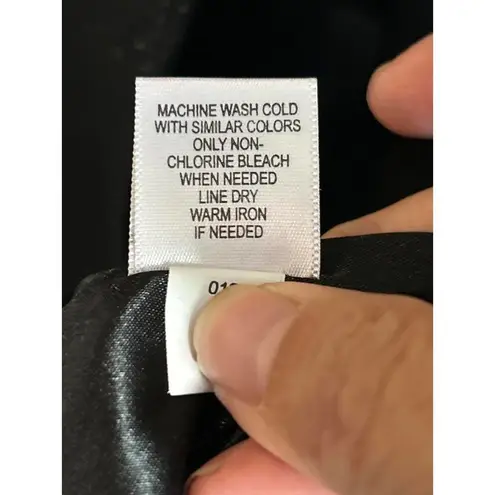 MACHINE WASH COLD
WITH SIMILAR COLORS
ONLY NON-
CHLORINE BLEACH
WHEN NEEDED
LINE DRY
WARM IRON
IF NEEDED